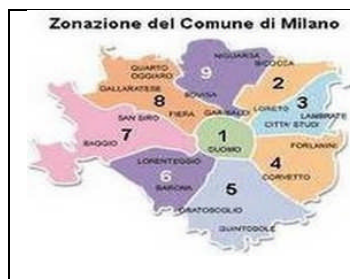 Zonazione del Comune di Milano
NIGUARDA
BICOCCA
QUARTO
OGGIARO
9
2
GALLARATESE
BOVISA
8
LORETO
3
FIERA
GARIBALDI
LAMBRATE
CITTA' STUDI
SAN SIRO
7
1
FORLANINI
BAGGIO
DUOMO
LORENTEGGIO
4
6
CORVETTO
BARONA
5
GRATOSOGLIO
QUINTOSOLE